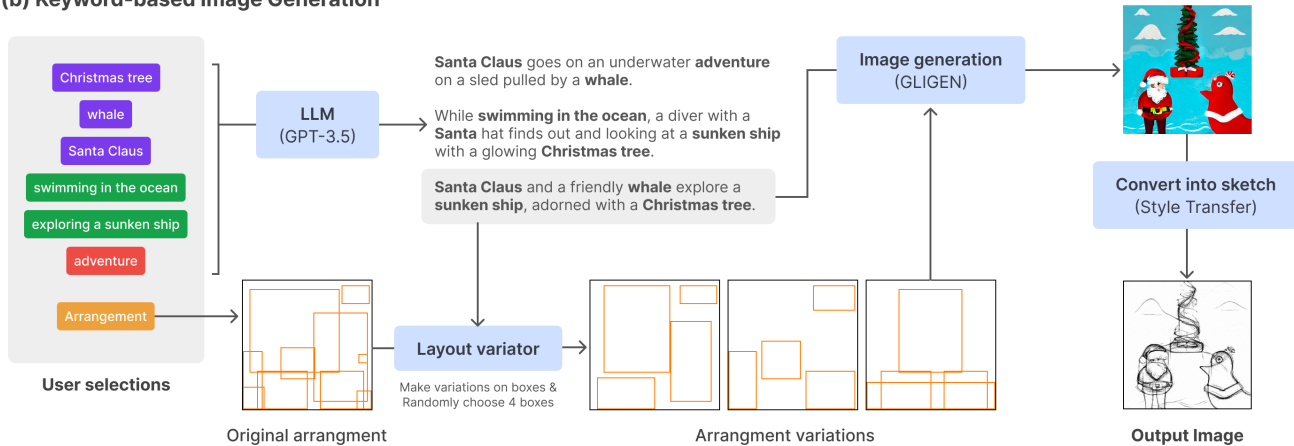 (b) Keyword-based Image Generation
Christmas tree
whale
Santa Claus
swimming in the ocean
exploring a sunken ship
adventure
Arrangement
User selections
LLM
(GPT-3.5)
Santa Claus goes on an underwater adventure
on a sled pulled by a whale.
While swimming in the ocean, a diver with a
Santa hat finds out and looking at a sunken ship
with a glowing Christmas tree.
Santa Claus and a friendly whale explore a
sunken ship, adorned with a Christmas tree.
Image generation
(GLIGEN)
Convert into sketch
(Style Transfer)
Layout variator
Make variations on boxes &
Randomly choose 4 boxes
Original arrangment
Arrangment variations
Output Image